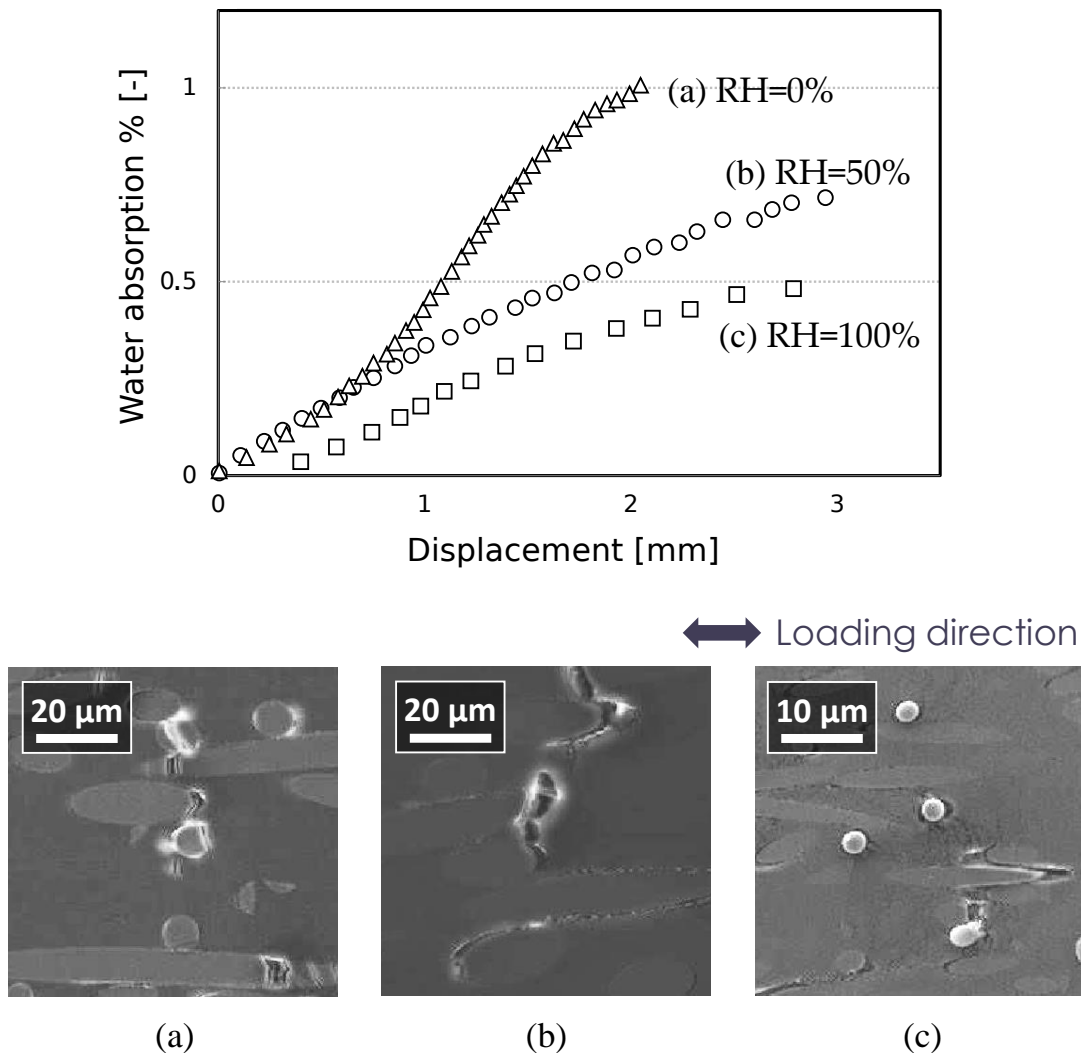 Water absorption % [-]
1
0.5
0
0
1
2
3
Displacement [mm]
(a) RH=0%
(b) RH=50%
(c) RH=100%
Loading direction
20 μm
20 μm
10 μm
(a)
(b)
(c)